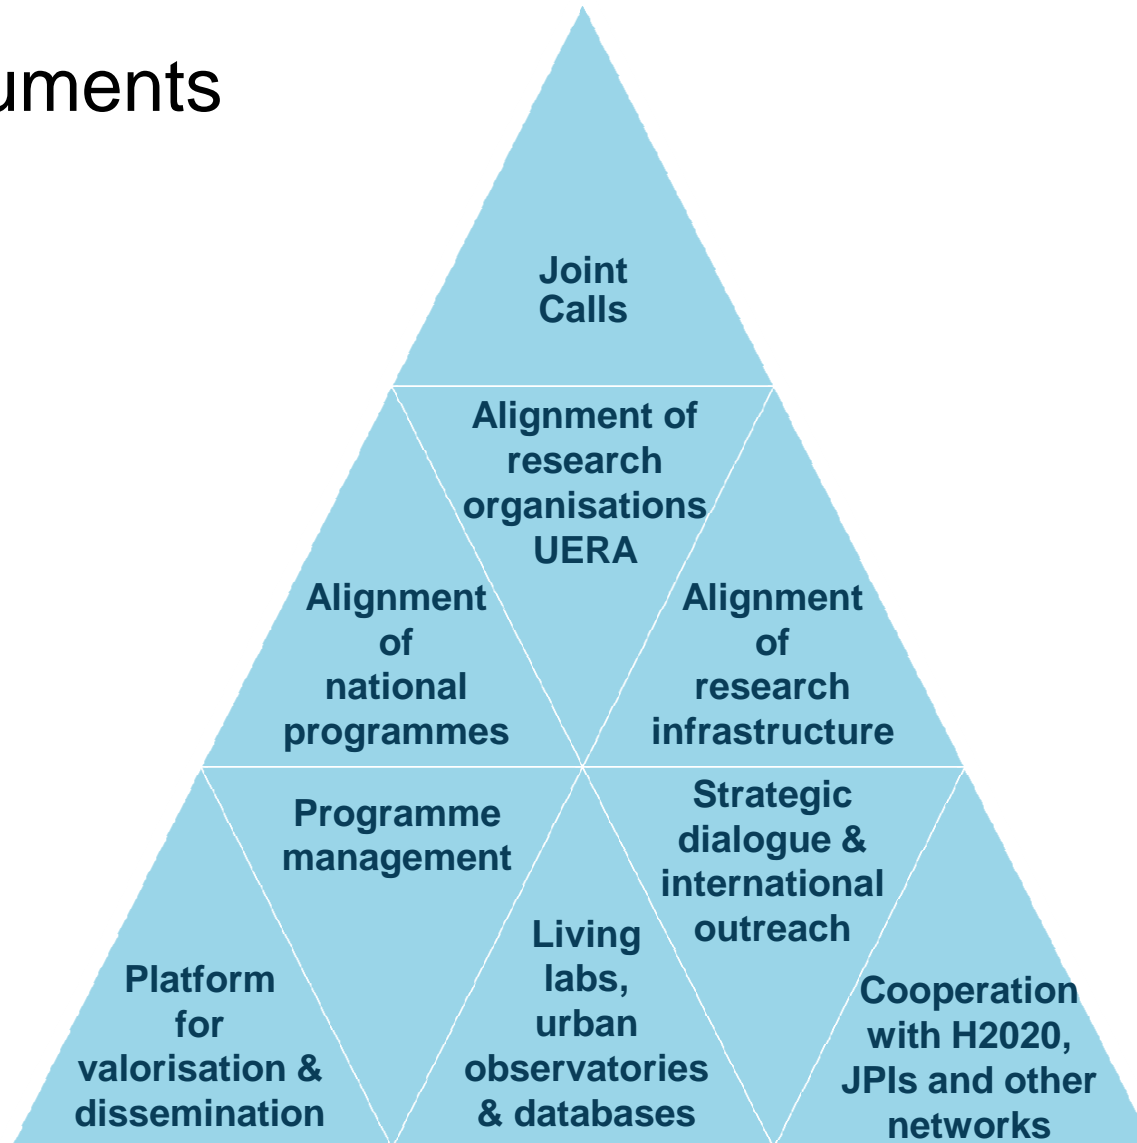 uments
Joint
Calls
Alignment of
research
organisations
UERA
Alignment
of
national
programmes
Alignment
of
research
infrastructure
Programme
management
Strategic
dialogue &
international
outreach
Platform
for
valorisation &
dissemination
Living
labs,
urban
observatories
& databases
Cooperation
with H2020,
JPIs and other
networks